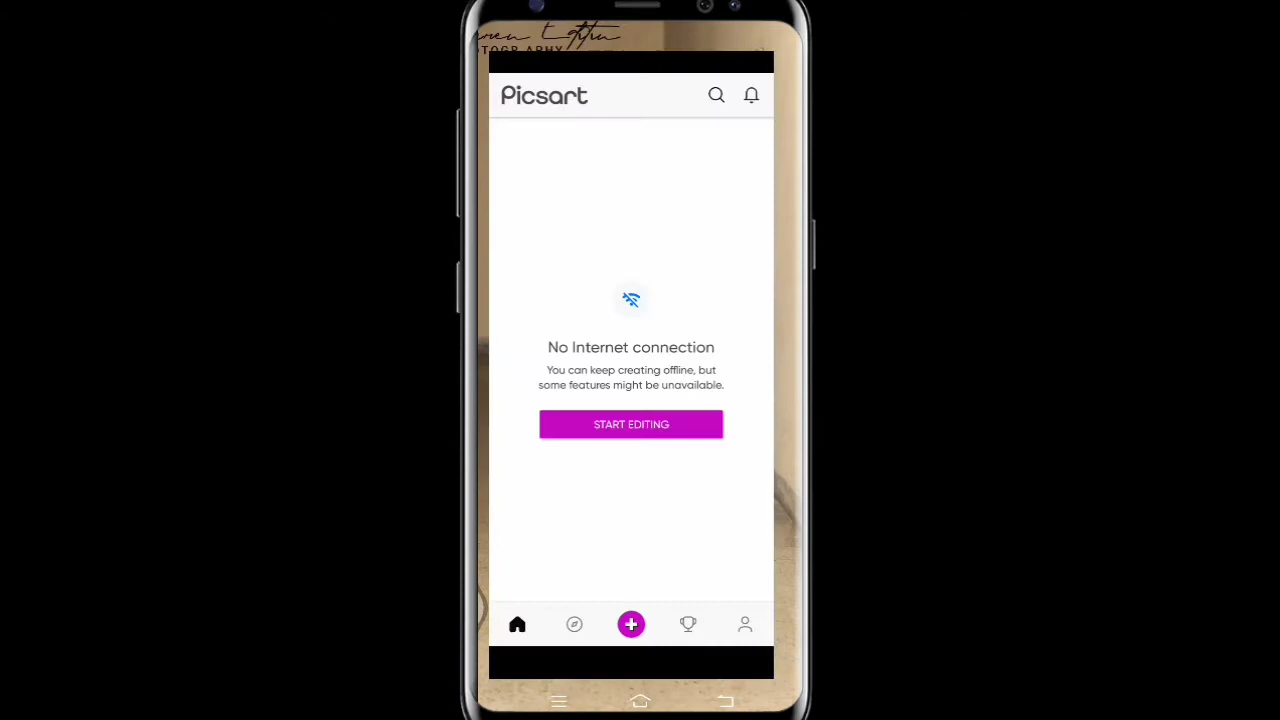 Picsart
No Internet connection
You can keep creating offline, but
some features might be unavailable.
START EDITING